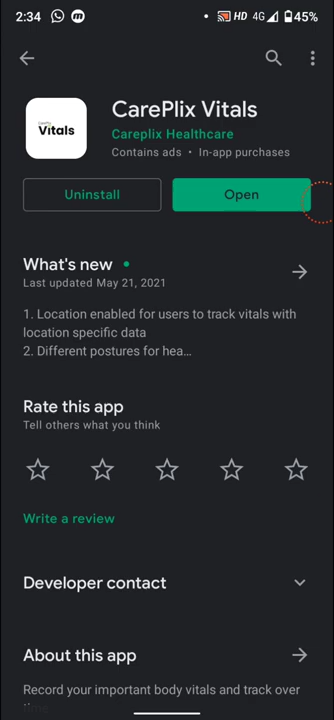 2:34 HD 4G 45%
CarePlix Vitals
CarePlix
Vitals
Careplix Healthcare
Contains ads • In-app purchases
Uninstall Open
What's new •
Last updated May 21, 2021
1. Location enabled for users to track vitals with
location specific data
2. Different postures for hea…
Rate this app
Tell others what you think
Write a review
Developer contact
About this app
Record your important body vitals and track over
time